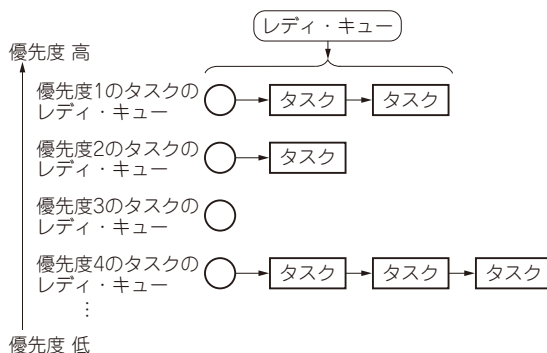 レディ・キュー
優先度 高
優先度1のタスクの
レディ・キュー
タスク
タスク
優先度2のタスクの
レディ・キュー
タスク
優先度3のタスクの
レディ・キュー
優先度4のタスクの
レディ・キュー
タスク
タスク
タスク
…
優先度 低